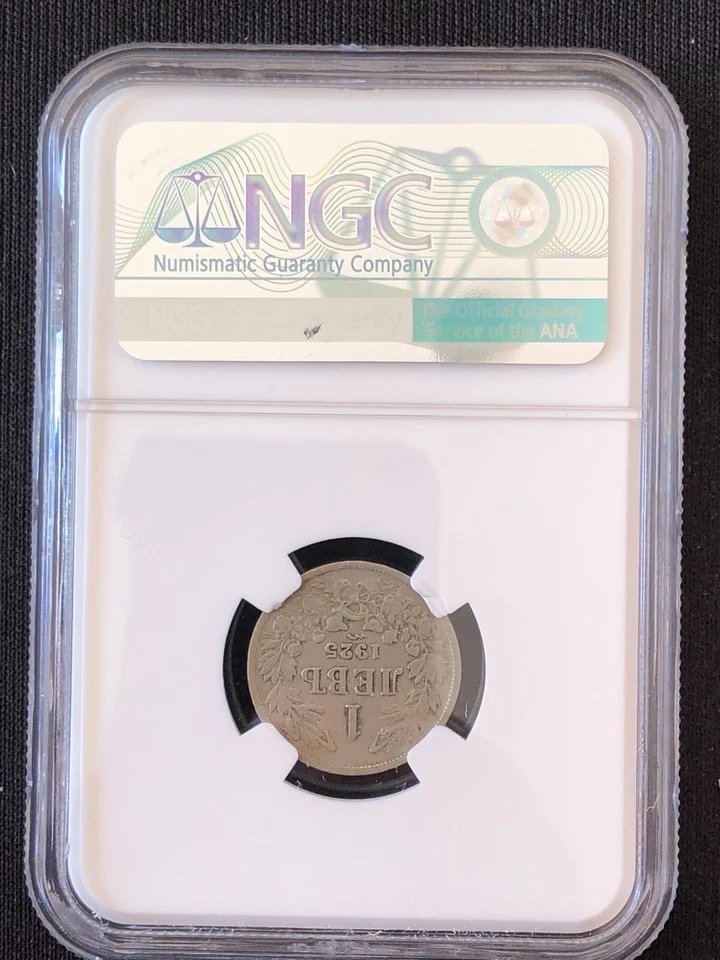 NGC
Numismatic Guaranty Company
The Official Grading
Service of the ANA
1
ЛЕВЪ
1925